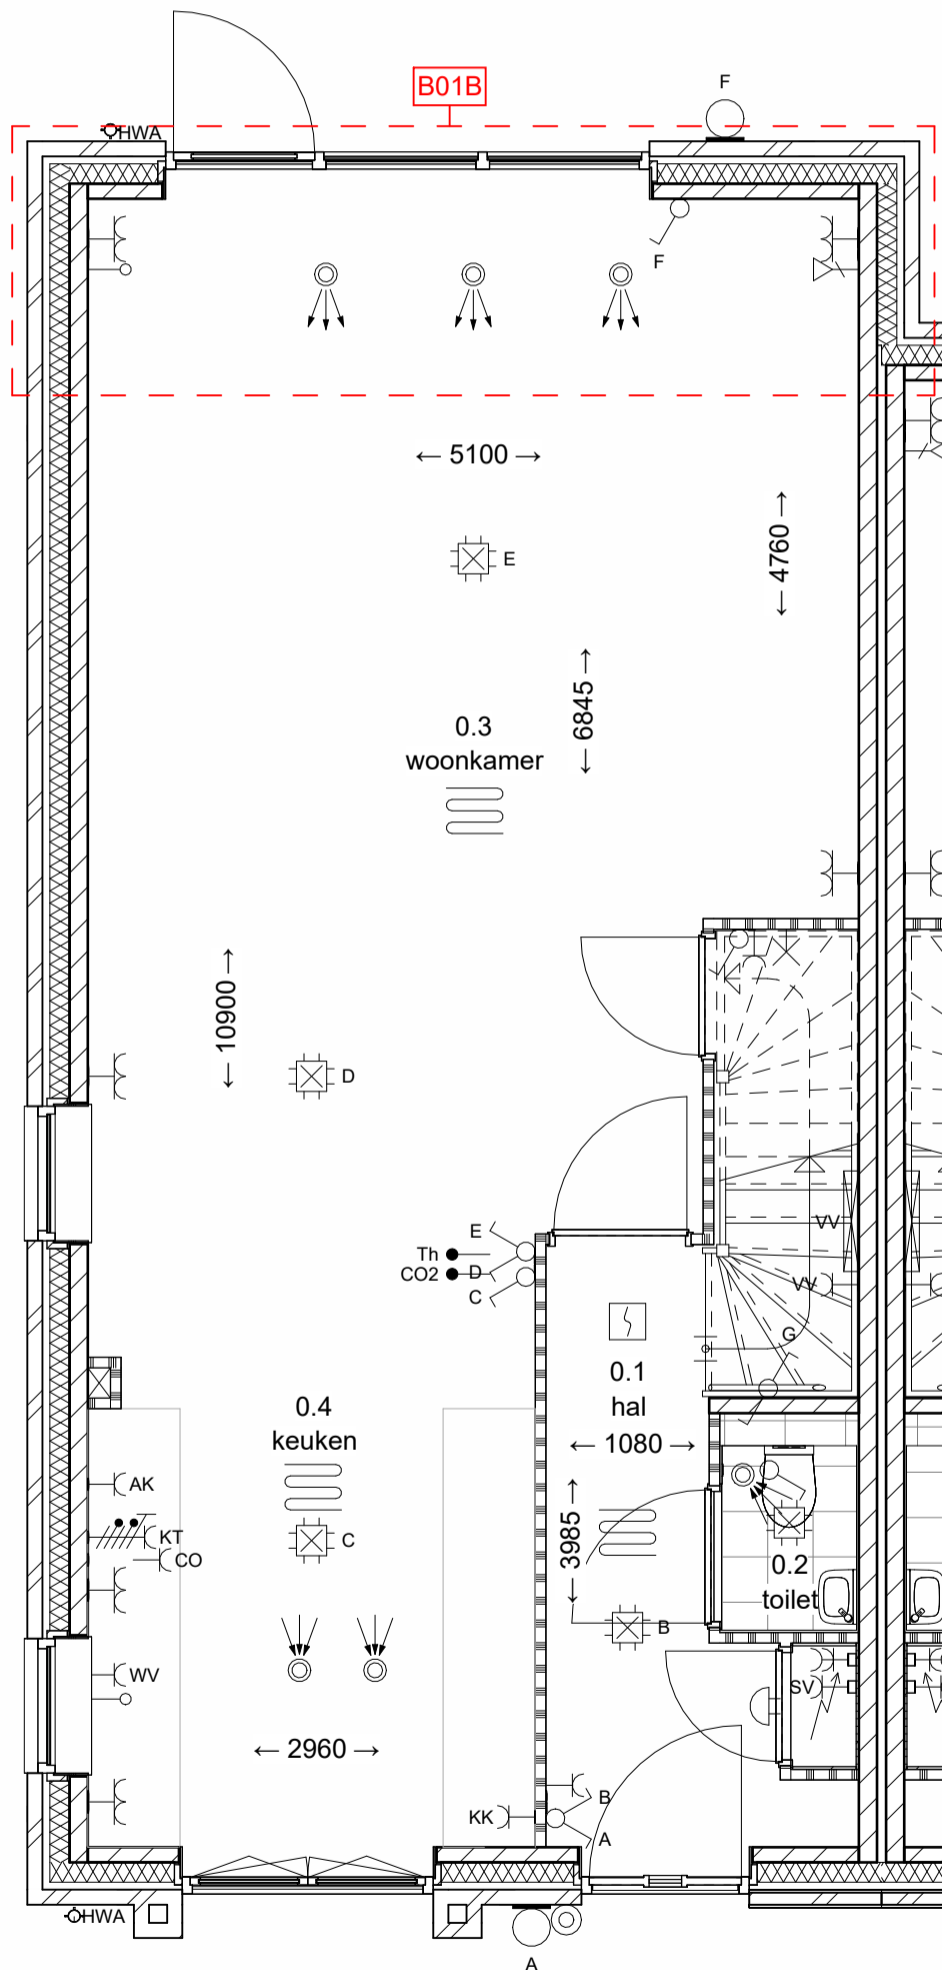 F
B01B
HWA
F
← 5100 →
← 4760 →
E
← 6845 →
0.3
woonkamer
← 10900 →
D
VV
E
Th
D
CO2
C
VV
G
0.1
hal
0.4
keuken
← 1080 →
AK
KT
CO
C
← 3985 →
0.2
toilet
B
WV
SV
← 2960 →
B
KK
A
HWA
A